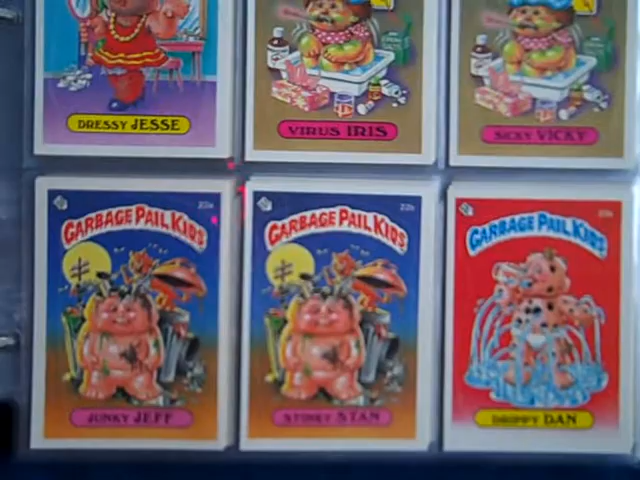 DRESSY JESSE
VIRUS IRIS
SICKY VICKY
GARBAGE PAIL KIDS
GARBAGE PAIL KIDS
GARBAGE PAIL KIDS
JUNKY JEFF
STINKY STAN
DRIPPY DAN